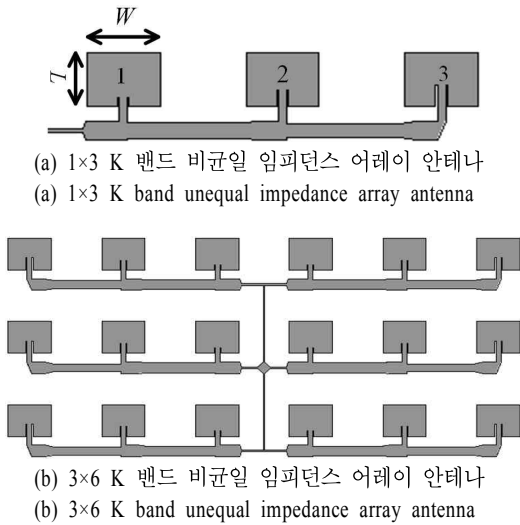 W
T
1
2
3
(a) 1×3 K 밴드 비균일 임피던스 어레이 안테나
(a) 1×3 K band unequal impedance array antenna
(b) 3×6 K 밴드 비균일 임피던스 어레이 안테나
(b) 3×6 K band unequal impedance array antenna